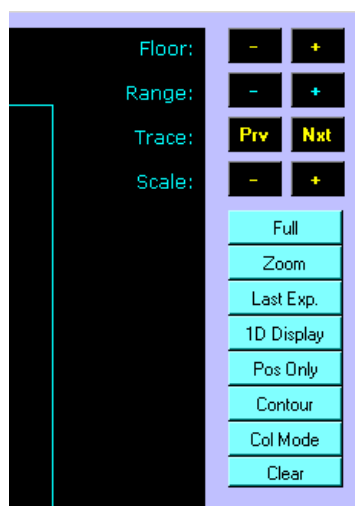 Floor: - +
Range: - +
Trace: Prv Nxt
Scale: - +
Full
Zoom
Last Exp.
1D Display
Pos Only
Contour
Col Mode
Clear